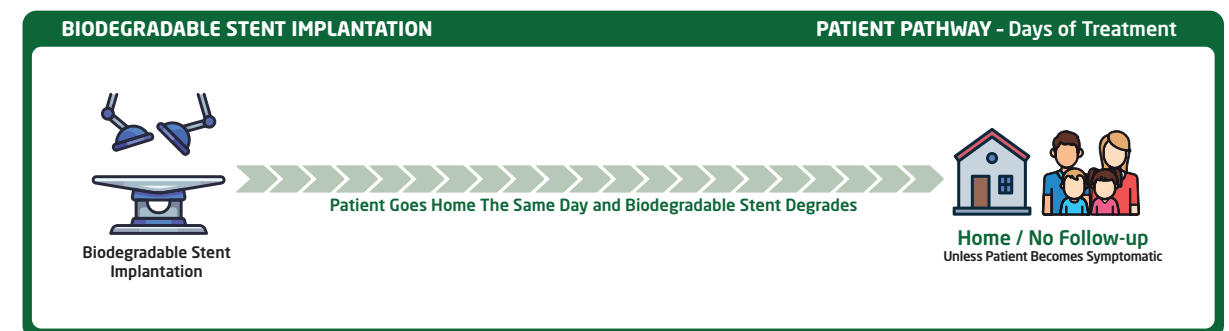 BIODEGRADABLE STENT IMPLANTATION
PATIENT PATHWAY – Days of Treatment
Patient Goes Home The Same Day and Biodegradable Stent Degrades
Biodegradable Stent
Implantation
Home / No Follow-up
Unless Patient Becomes Symptomatic